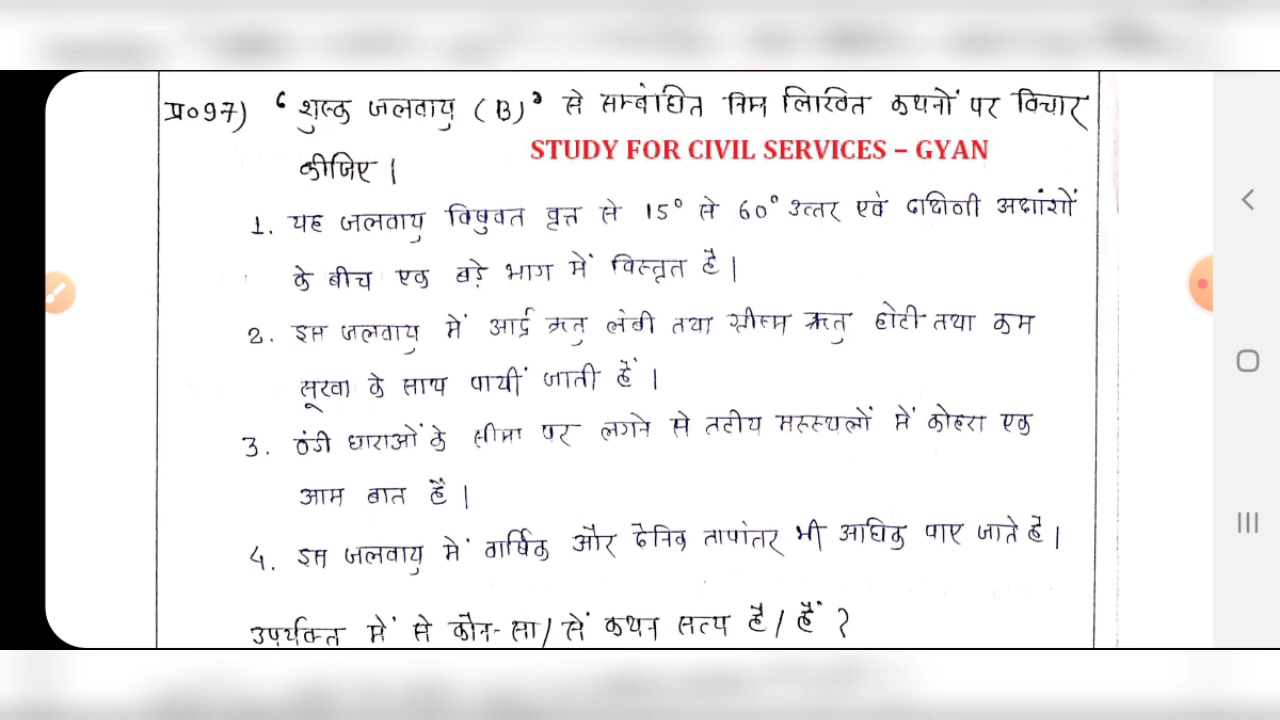 प्र०97) ‘शुष्क जलवायु (B)’ से सम्बंधित निम्न लिखित कथनों पर विचार
STUDY FOR CIVIL SERVICES – GYAN
कीजिए।
1. यह जलवायु विषुवत वृत्त से 15° से 60° उत्तर एवं दक्षिणी अक्षांशों
के बीच एक बड़े भाग में विस्तृत है।
2. इस जलवायु में आर्द्र ऋतु लंबी तथा ग्रीष्म ऋतु छोटी तथा कम
सूखा के साथ पायीं जाती हैं।
3. ठंडी धाराओं के सीमा पर लगने से तटीय मरुस्थलों में कोहरा एक
आम बात हैं।
4. इस जलवायु में वार्षिक और दैनिक तापांतर भी अधिक पाए जाते है।
उपर्युक्त में से कौन-सा/से कथन सत्य है/हैं ?